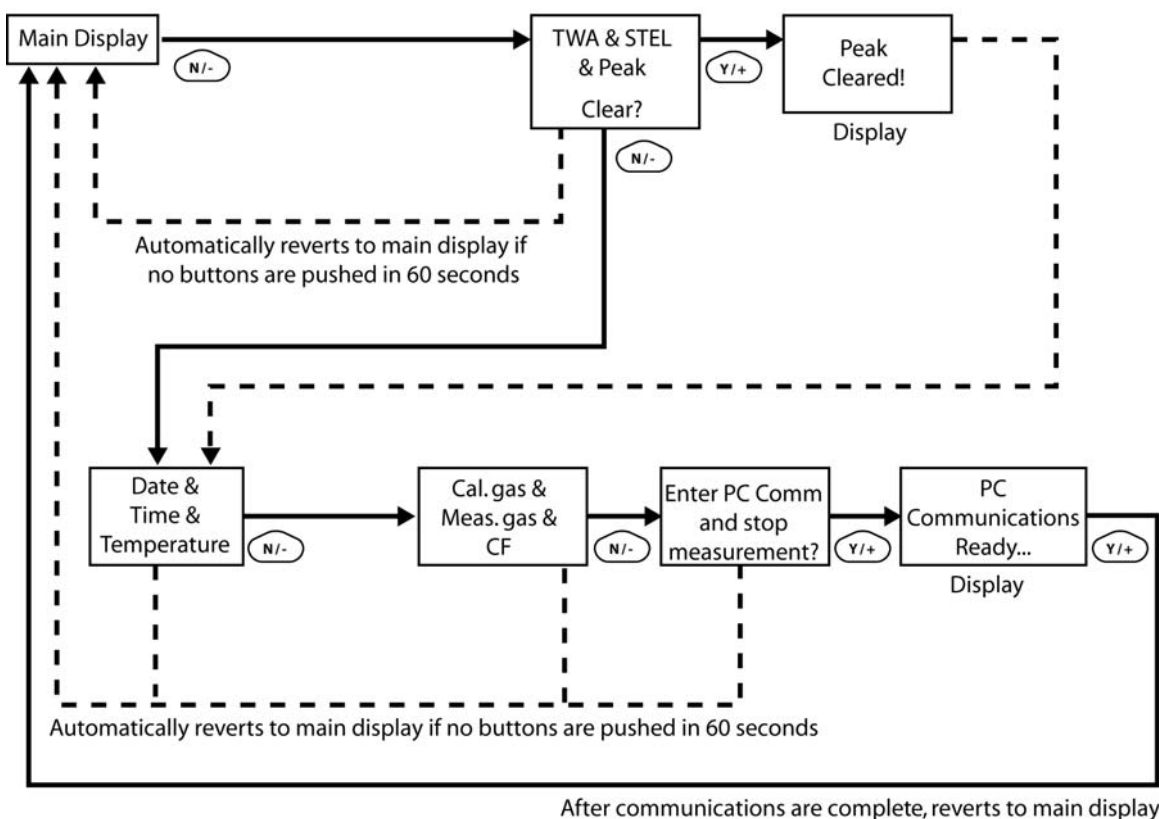 Main Display
N/-
TWA & STEL
& Peak
Clear?
Y/+
Peak
Cleared!
Display
N/-
Automatically reverts to main display if
no buttons are pushed in 60 seconds
Date &
Time &
Temperature
N/-
Cal. gas &
Meas. gas &
CF
N/-
Enter PC Comm
and stop
measurement?
Y/+
PC
Communications
Ready...
Display
Y/+
Automatically reverts to main display if no buttons are pushed in 60 seconds
After communications are complete, reverts to main display